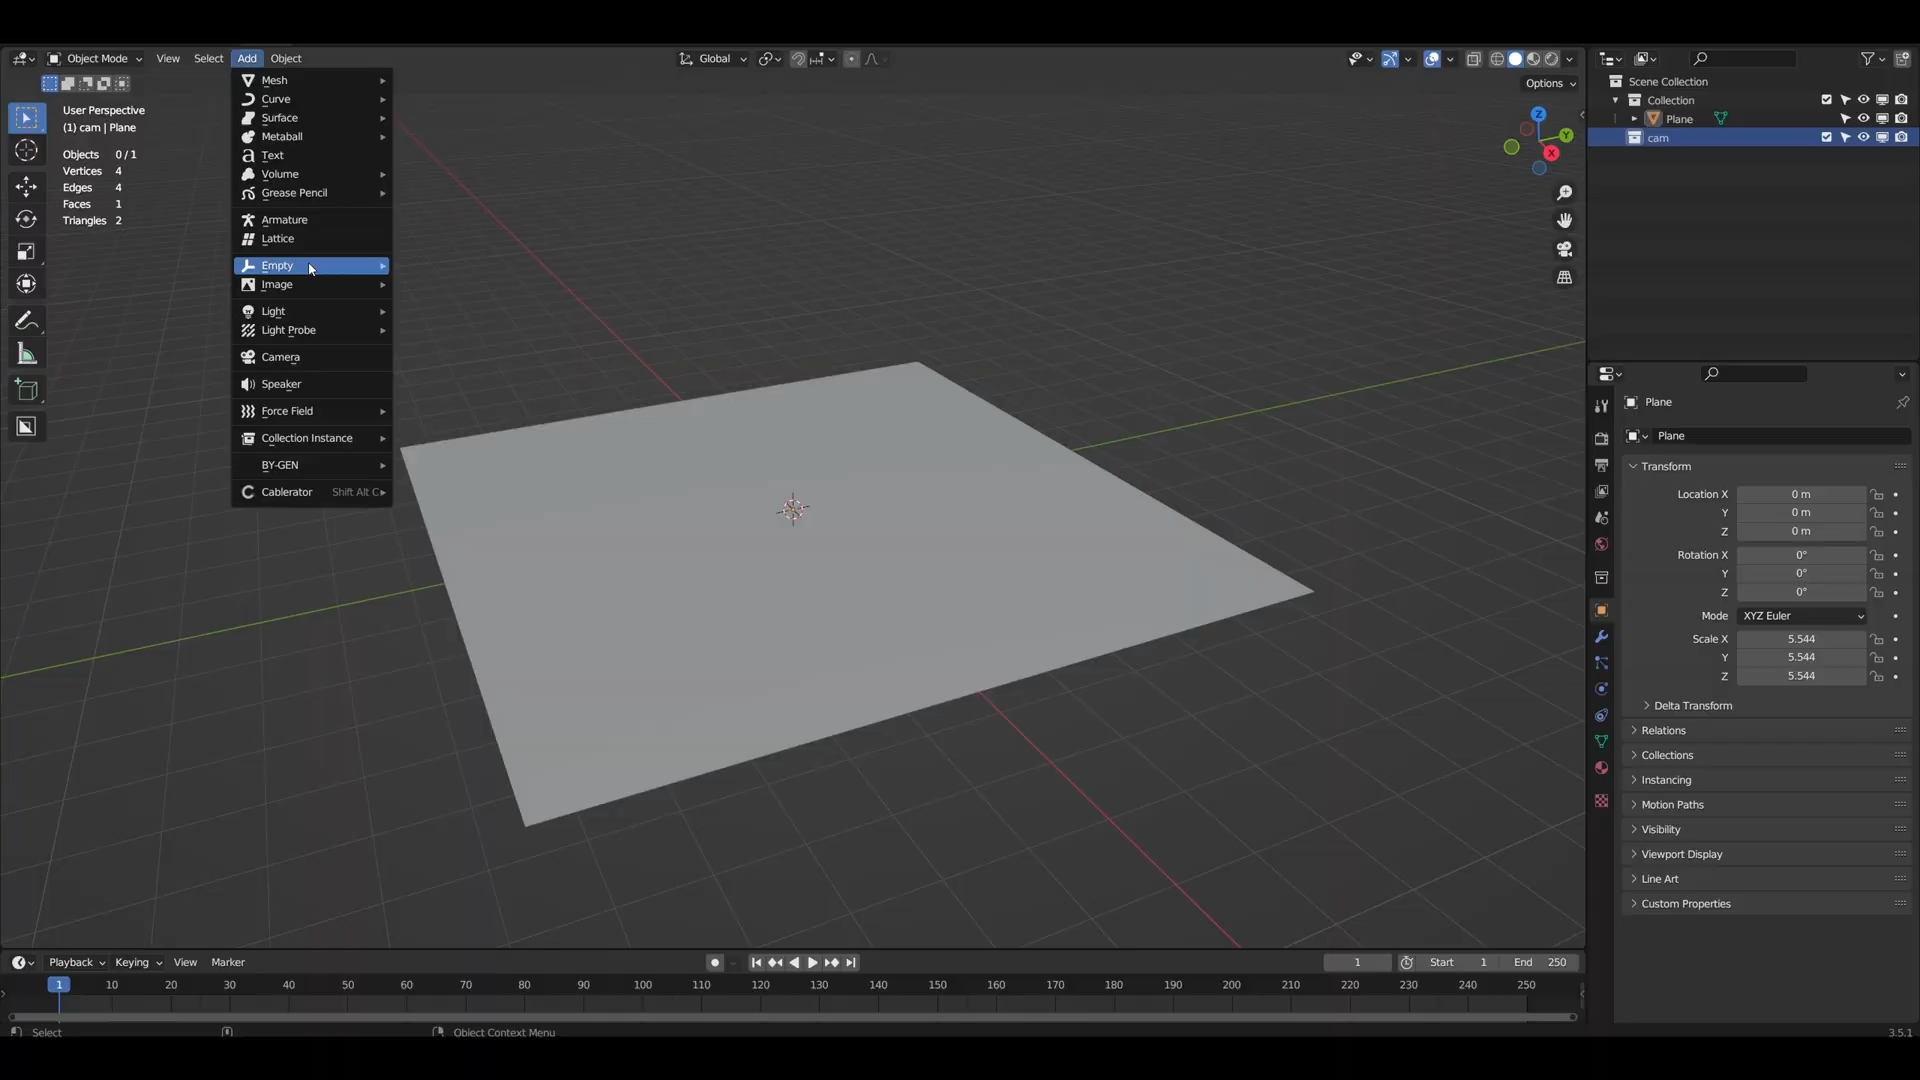 Object Mode
View
Select
Add
Object
Global
Options
User Perspective
(1) cam | Plane
Objects 0/1
Vertices 4
Edges 4
Faces 1
Triangles 2
Mesh
Curve
Surface
Metaball
Text
Volume
Grease Pencil
Armature
Lattice
Empty
Image
Light
Light Probe
Camera
Speaker
Force Field
Collection Instance
BY-GEN
Cablerator Shift Alt C
Z
Y
X
Scene Collection
Collection
Plane
cam
Plane
Plane
Transform
Location X 0 m
Y 0 m
Z 0 m
Rotation X 0°
Y 0°
Z 0°
Mode XYZ Euler
Scale X 5.544
Y 5.544
Z 5.544
Delta Transform
Relations
Collections
Instancing
Motion Paths
Visibility
Viewport Display
Line Art
Custom Properties
Playback
Keying
View
Marker
1
Start 1
End 250
1 10 20 30 40 50 60 70 80 90 100 110 120 130 140 150 160 170 180 190 200 210 220 230 240 250
Select
Object Context Menu
3.5.1